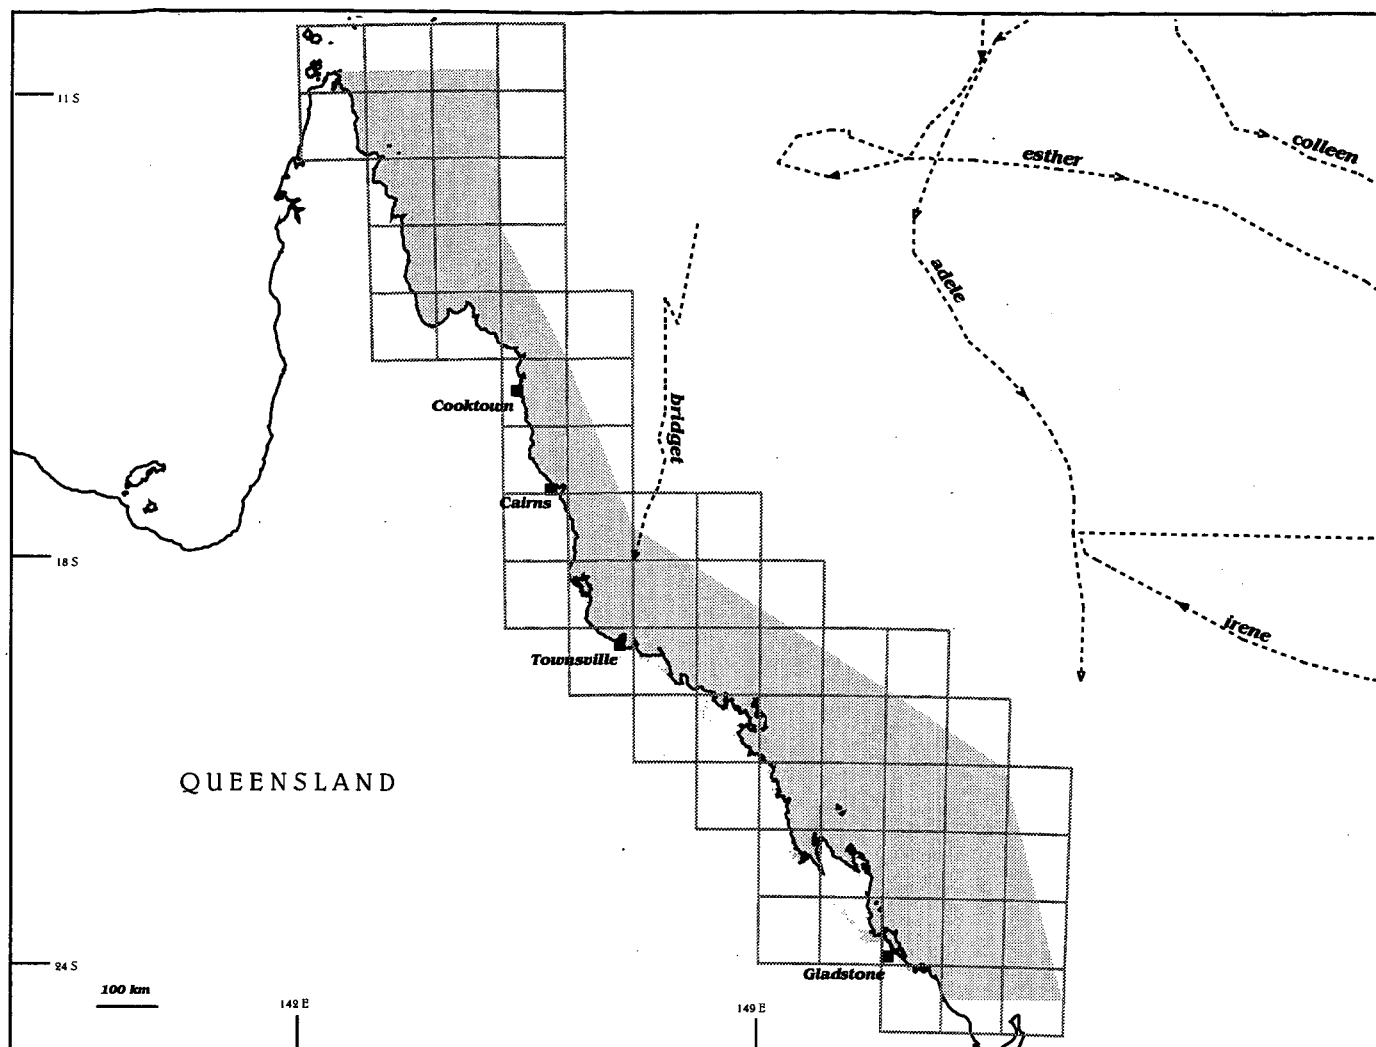 11 S
colleen
esther
adele
Cooktown
bridget
Cairns
18 S
irene
Townsville
QUEENSLAND
24 S
Gladstone
100 km
142 E
149 E